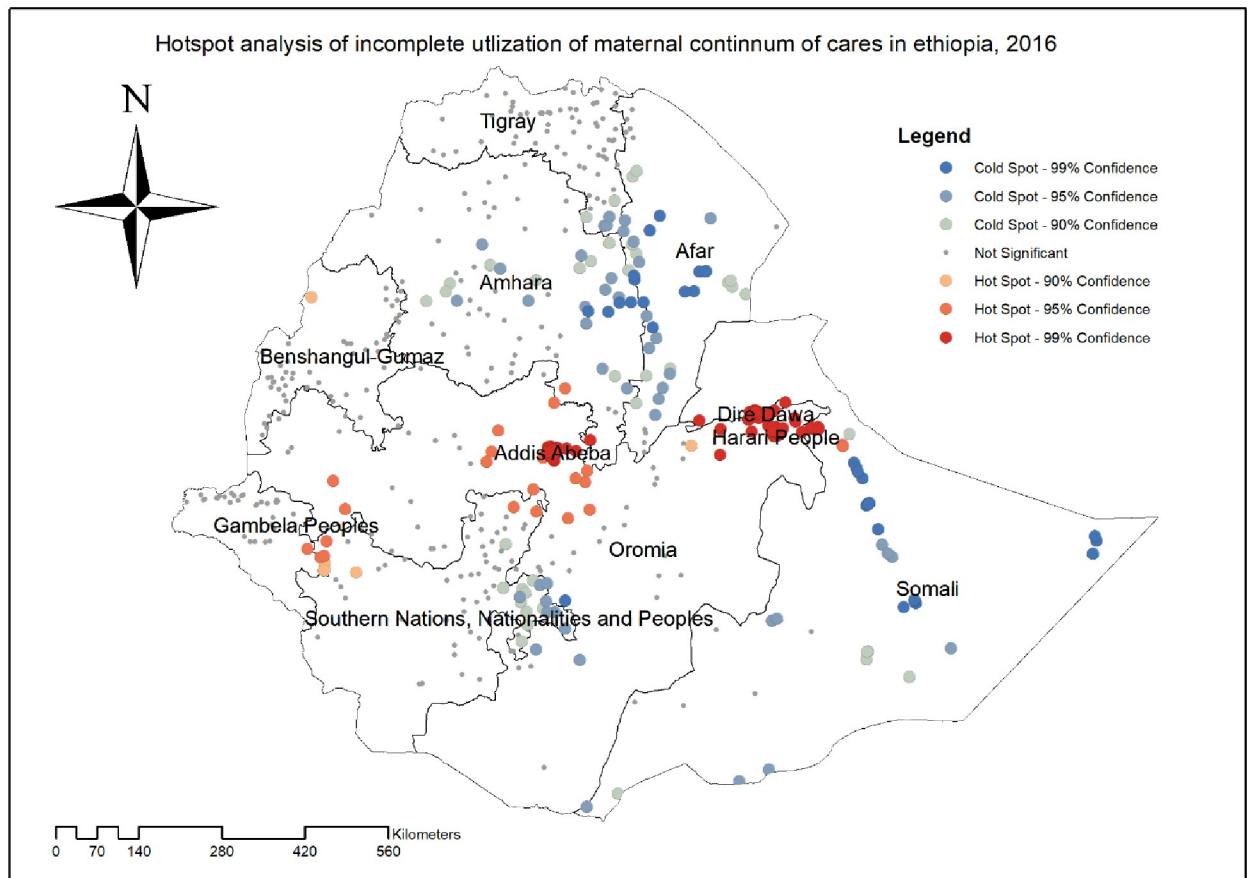 Hotspot analysis of incomplete utlization of maternal continnum of cares in ethiopia, 2016
N
Tigray
Legend
Cold Spot - 99% Confidence
Cold Spot - 95% Confidence
Cold Spot - 90% Confidence
Not Significant
Hot Spot - 90% Confidence
Hot Spot - 95% Confidence
Hot Spot - 99% Confidence
Afar
Amhara
Benshangul-Gumaz
Dire Dawa
Harari People
Addis Abeba
Gambela Peoples
Oromia
Somali
Southern Nations, Nationalities and Peoples
Kilometers
0 70 140 280 420 560